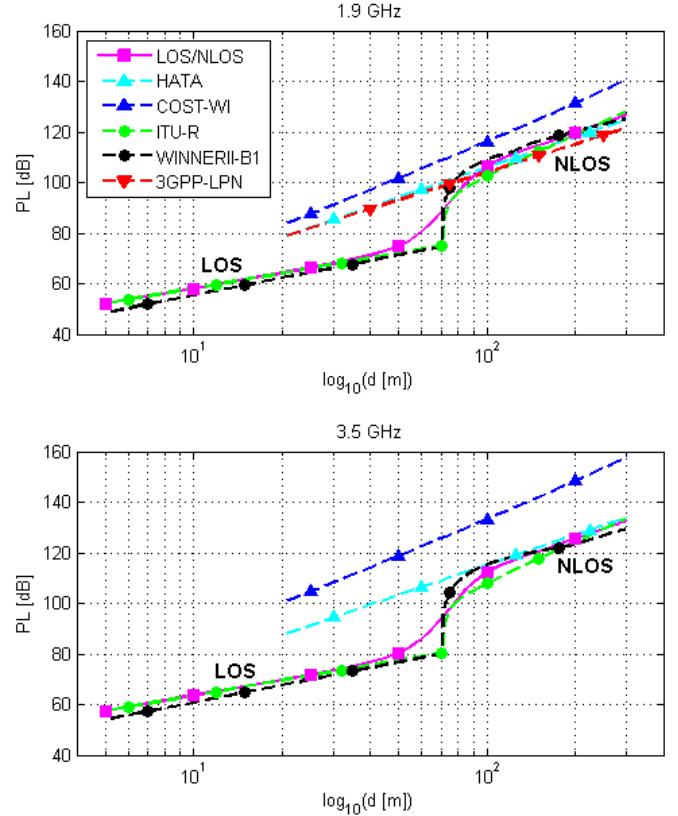 1.9 GHz
160
140
120
100
80
60
40
PL [dB]
LOS/NLOS
HATA
COST-WI
ITU-R
WINNERII-B1
3GPP-LPN
LOS
NLOS
10^1
10^2
log10(d [m])
3.5 GHz
160
140
120
100
80
60
40
PL [dB]
LOS
NLOS
10^1
10^2
log10(d [m])